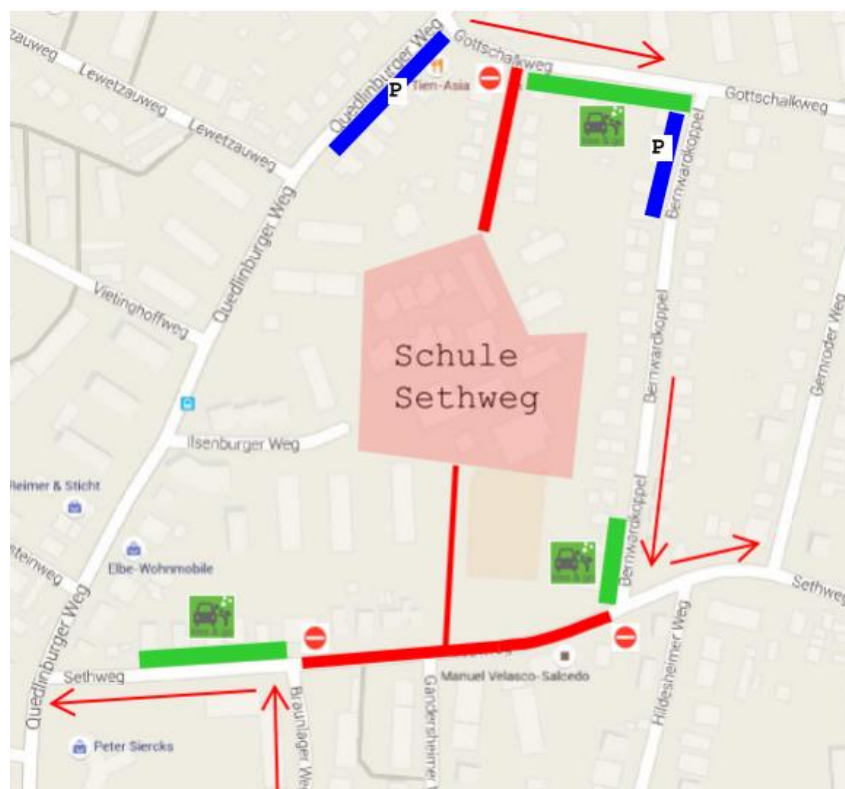 Quedlinburger Weg
Gottschalkweg
Lewetzauweg
P
Tien-Asia
Gottschalkweg
Lewetzauweg
P
Bernwardkoppel
Quedlinburger Weg
Vietinghoffweg
Schule
Sethweg
Bernwardkoppel
Gernroder Weg
Ilsenburger Weg
Reimer & Sticht
Bernwardkoppel
Elbe-Wohnmobile
Sethweg
Quedlinburger Weg
Sethweg
Manuel Velasco-Salcedo
Hildesheimer Weg
Gandersheimer
Braunlager Weg
Peter Siercks